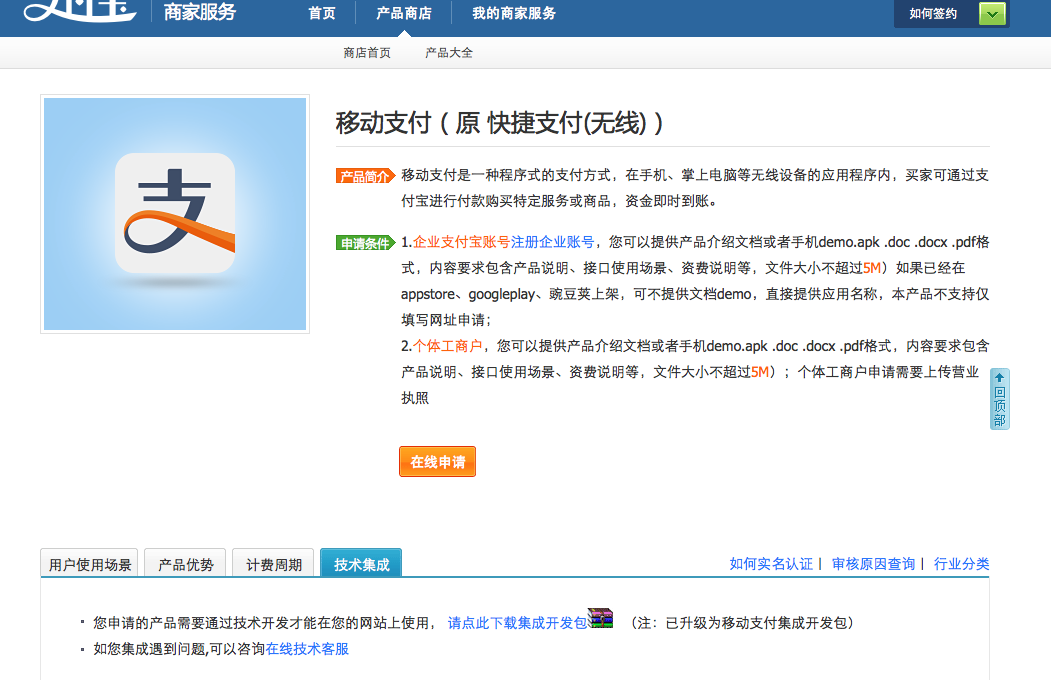 支付宝 商家服务 首页 产品商店 我的商家服务 如何签约
商店首页 产品大全
移动支付（原 快捷支付(无线)）
产品简介 移动支付是一种程序式的支付方式，在手机、掌上电脑等无线设备的应用程序内，买家可通过支
付宝进行付款购买特定服务或商品，资金即时到账。
申请条件 1.企业支付宝账号注册企业账号，您可以提供产品介绍文档或者手机demo.apk .doc .docx .pdf格
式，内容要求包含产品说明、接口使用场景、资费说明等，文件大小不超过5M）如果已经在
appstore、googleplay、豌豆荚上架，可不提供文档demo，直接提供应用名称，本产品不支持仅
填写网址申请；
2.个体工商户，您可以提供产品介绍文档或者手机demo.apk .doc .docx .pdf格式，内容要求包含
产品说明、接口使用场景、资费说明等，文件大小不超过5M）；个体工商户申请需要上传营业
执照
回顶部
在线申请
用户使用场景 产品优势 计费周期 技术集成 如何实名认证 | 审核原因查询 | 行业分类
您申请的产品需要通过技术开发才能在您的网站上使用， 请点此下载集成开发包 （注：已升级为移动支付集成开发包）
如您集成遇到问题,可以咨询在线技术客服